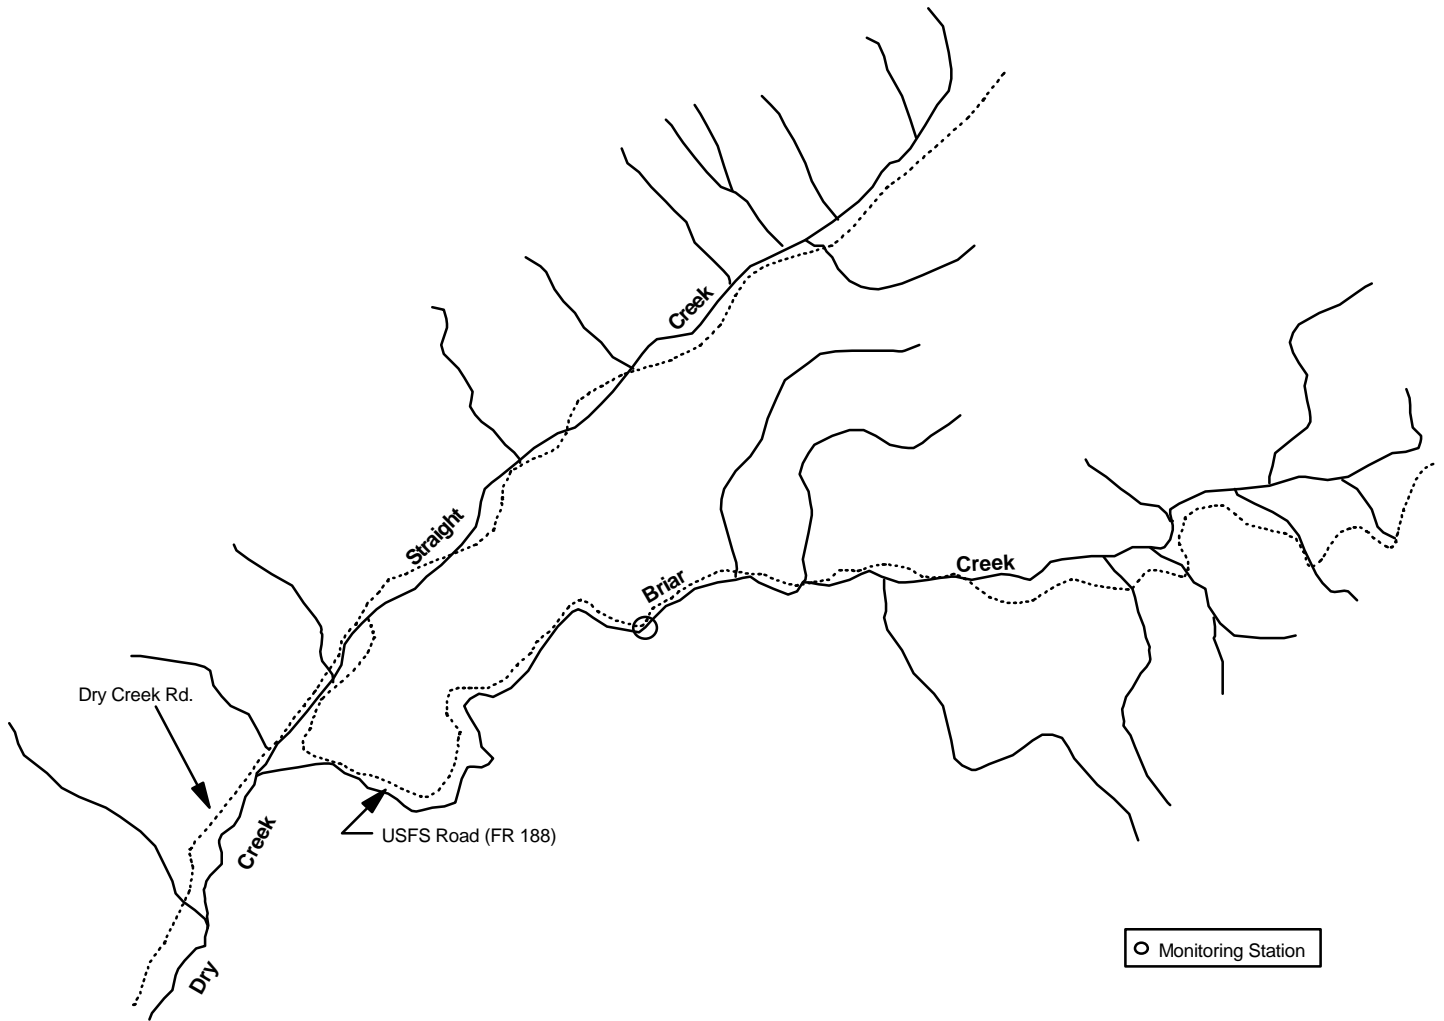 Creek
Straight
Creek
Briar
Dry Creek Rd.
USFS Road (FR 188)
Creek
Dry
Monitoring Station